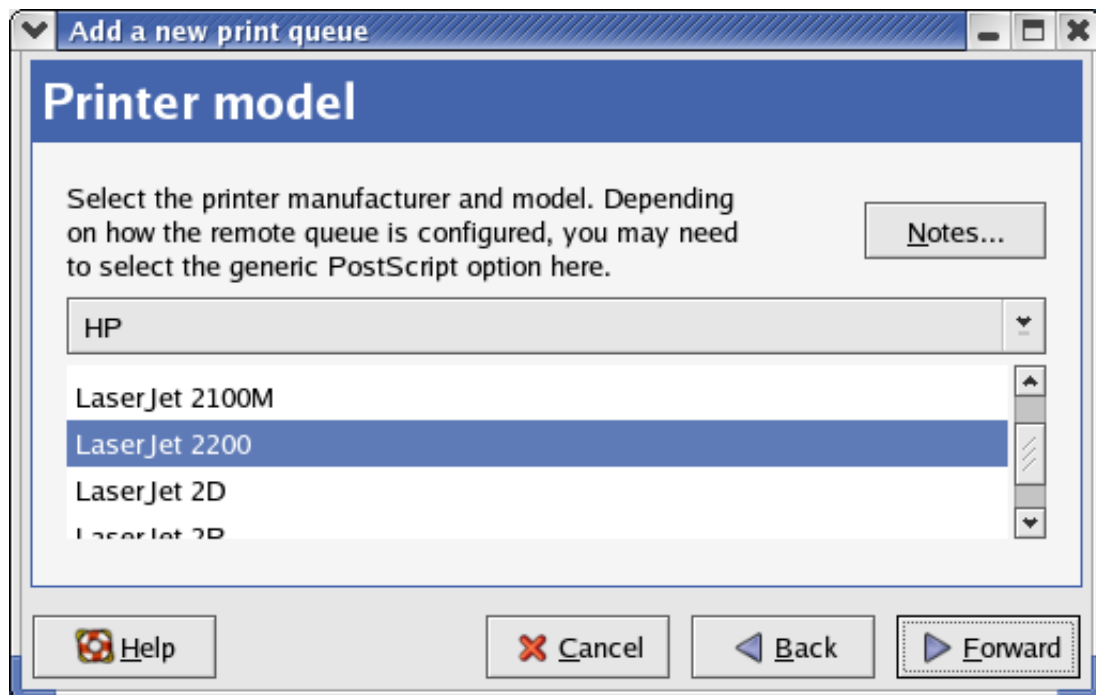 Add a new print queue
Printer model
Select the printer manufacturer and model. Depending
on how the remote queue is configured, you may need
to select the generic PostScript option here.
Notes...
HP
LaserJet 2100M
LaserJet 2200
LaserJet 2D
Help
Cancel
Back
Forward